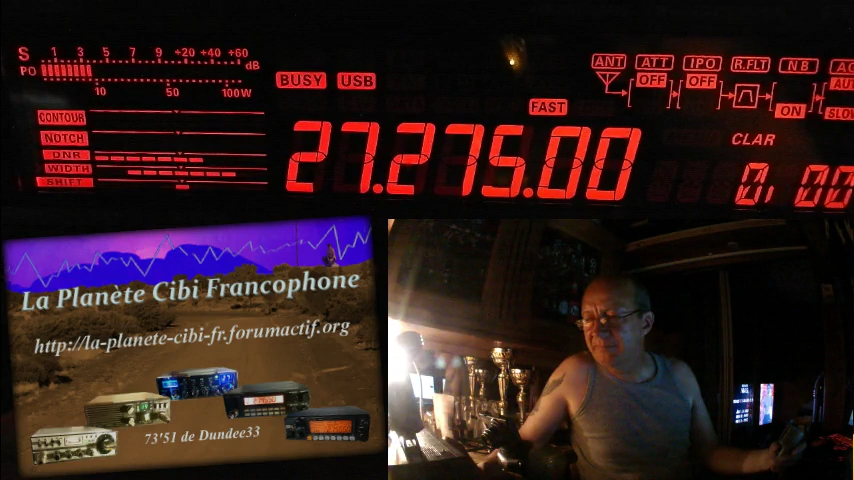 S 1 3 5 7 9 +20 +40 +60 dB
PO 10 50 100W
BUSY USB
ANT ATT IPO R.FLT NB
OFF OFF ON
FAST
CONTOUR
NOTCH
DNR
WIDTH
SHIFT
27.275.00
CLAR
La Planète Cibi Francophone
http://la-planete-cibi-fr.forumactif.org
73'51 de Dundee33